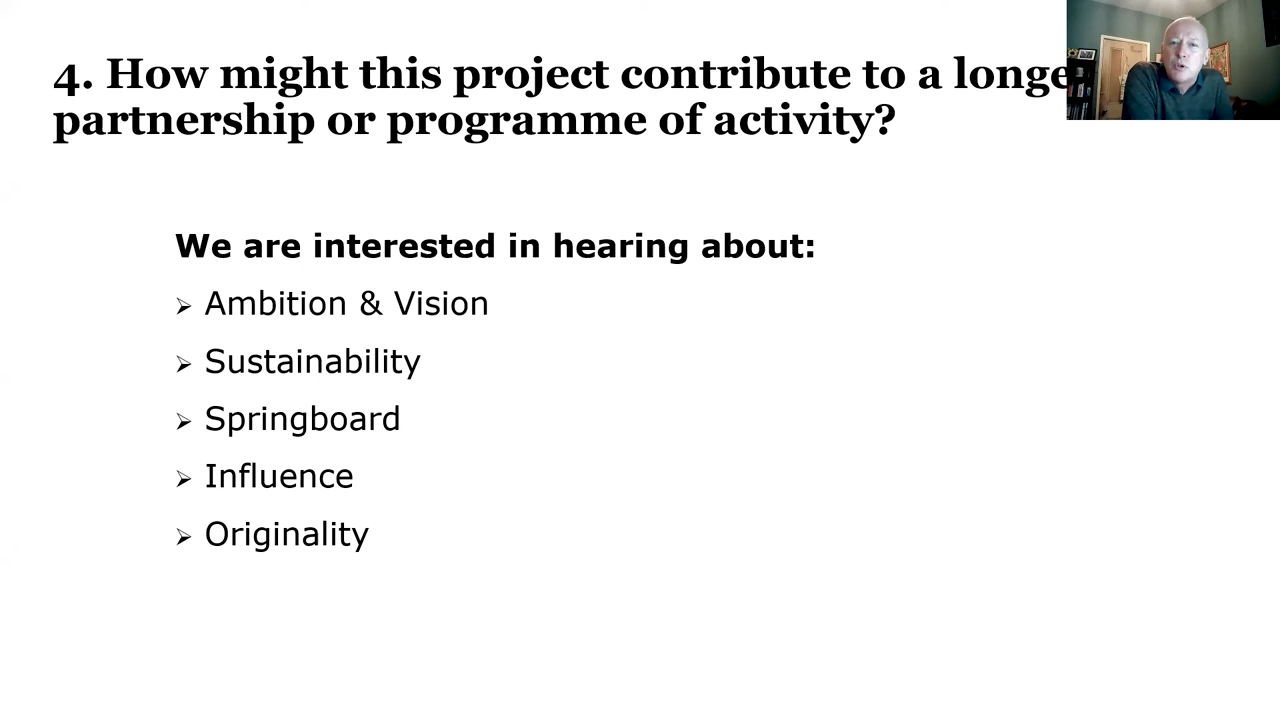 4. How might this project contribute to a longe
partnership or programme of activity?
We are interested in hearing about:
➢ Ambition & Vision
➢ Sustainability
➢ Springboard
➢ Influence
➢ Originality